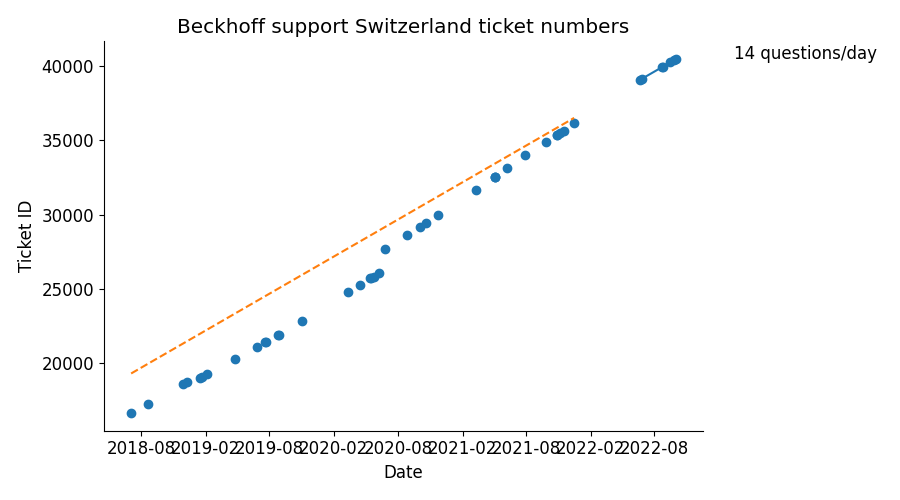 Beckhoff support Switzerland ticket numbers
14 questions/day
40000
35000
30000
25000
20000
Ticket ID
2018-08 2019-02 2019-08 2020-02 2020-08 2021-02 2021-08 2022-02 2022-08
Date